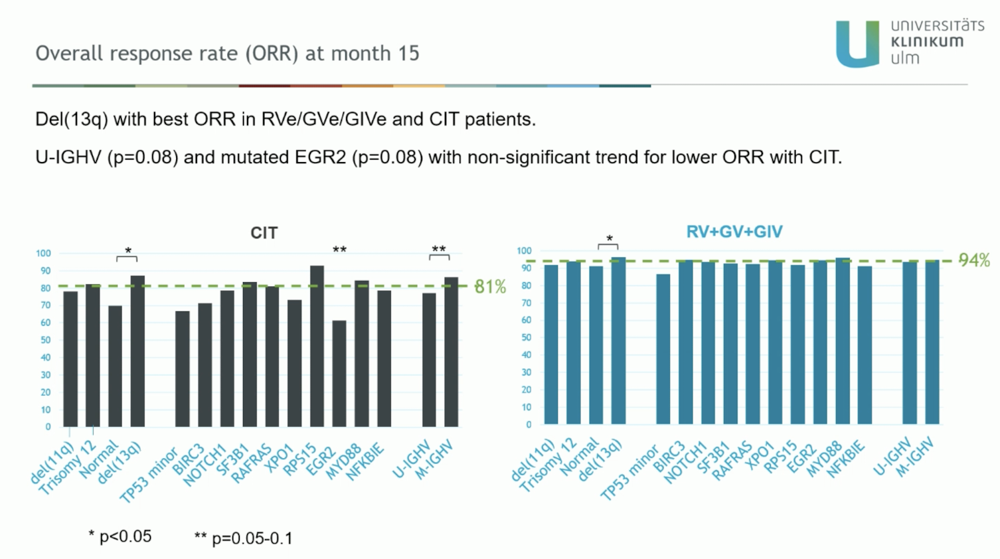 UNIVERSITÄTS
KLINIKUM
ulm
Overall response rate (ORR) at month 15
Del(13q) with best ORR in RVe/GVe/GIVe and CIT patients.
U-IGHV (p=0.08) and mutated EGR2 (p=0.08) with non-significant trend for lower ORR with CIT.
CIT
* ** **
100
90
80
70
60
50
40
30
20
10
0
81%
del(11q) Trisomy 12 Normal del(13q) TP53 minor BIRC3 NOTCH1 SF3B1 RAFRAS XPO1 RPS15 EGR2 MYD88 NFKBIE U-IGHV M-IGHV
RV+GV+GIV
*
100
90
80
70
60
50
40
30
20
10
0
94%
del(11q) Trisomy 12 Normal del(13q) TP53 minor BIRC3 NOTCH1 SF3B1 RAFRAS XPO1 RPS15 EGR2 MYD88 NFKBIE U-IGHV M-IGHV
* p<0.05 ** p=0.05-0.1